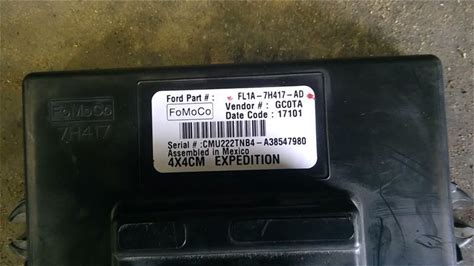 Ford Part # : FL1A-7H417-AD
FoMoCo
Vendor # : GC0TA
Date Code : 17101
Serial # :CMU222TNB4-A38547980
Assembled in Mexico
4X4CM EXPEDITION
FoMoCo
7H417